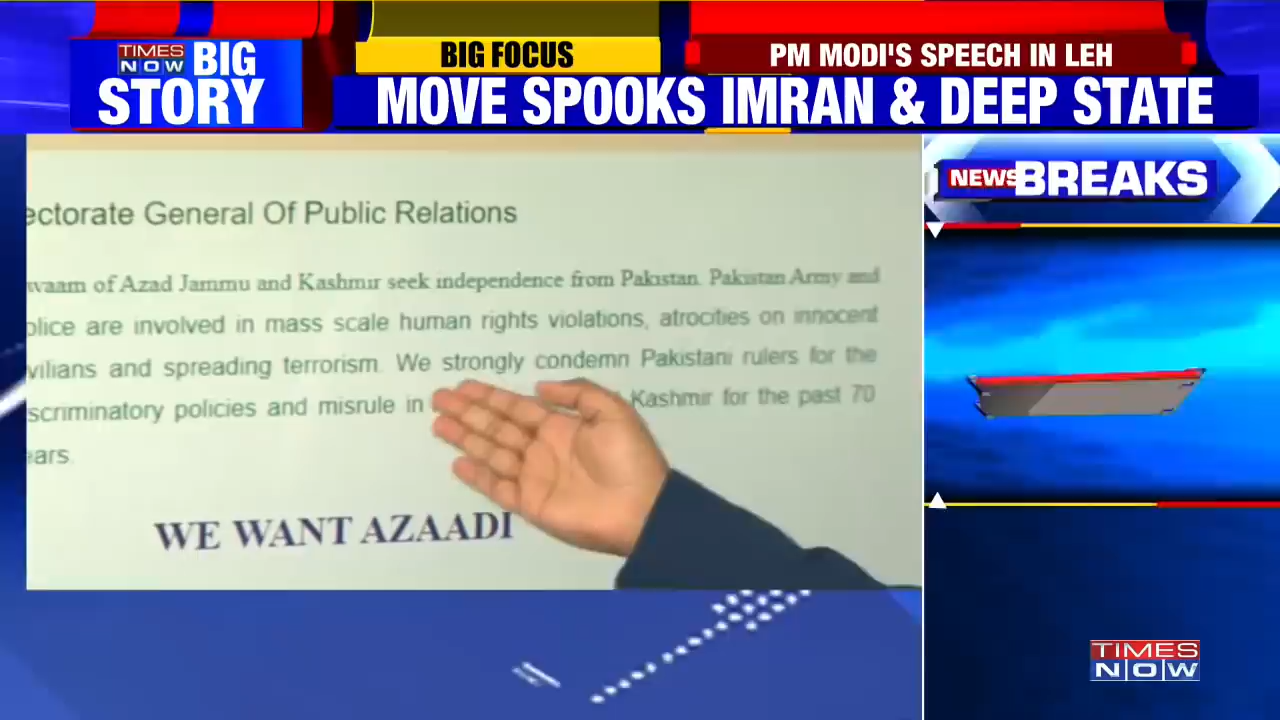 TIMES
NOW
BIG
STORY
BIG FOCUS
PM MODI'S SPEECH IN LEH
MOVE SPOOKS IMRAN & DEEP STATE
NEWS
BREAKS
ectorate General Of Public Relations
waam of Azad Jammu and Kashmir seek independence from Pakistan. Pakistan Army and
olice are involved in mass scale human rights violations, atrocities on innocent
vilians and spreading terrorism. We strongly condemn Pakistani rulers for the
scriminatory policies and misrule in Kashmir for the past 70
ears.
WE WANT AZAADI
TIMES
NOW